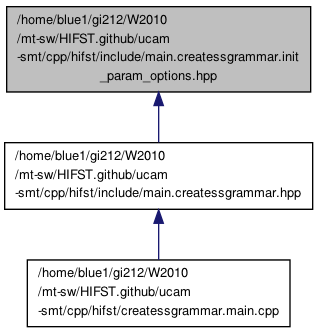 /home/blue1/gi212/W2010
/mt-sw/HIFST.github/ucam
-smt/cpp/hifst/include/main.createssgrammar.init
_param_options.hpp
/home/blue1/gi212/W2010
/mt-sw/HIFST.github/ucam
-smt/cpp/hifst/include/main.createssgrammar.hpp
/home/blue1/gi212/W2010
/mt-sw/HIFST.github/ucam
-smt/cpp/hifst/createssgrammar.main.cpp